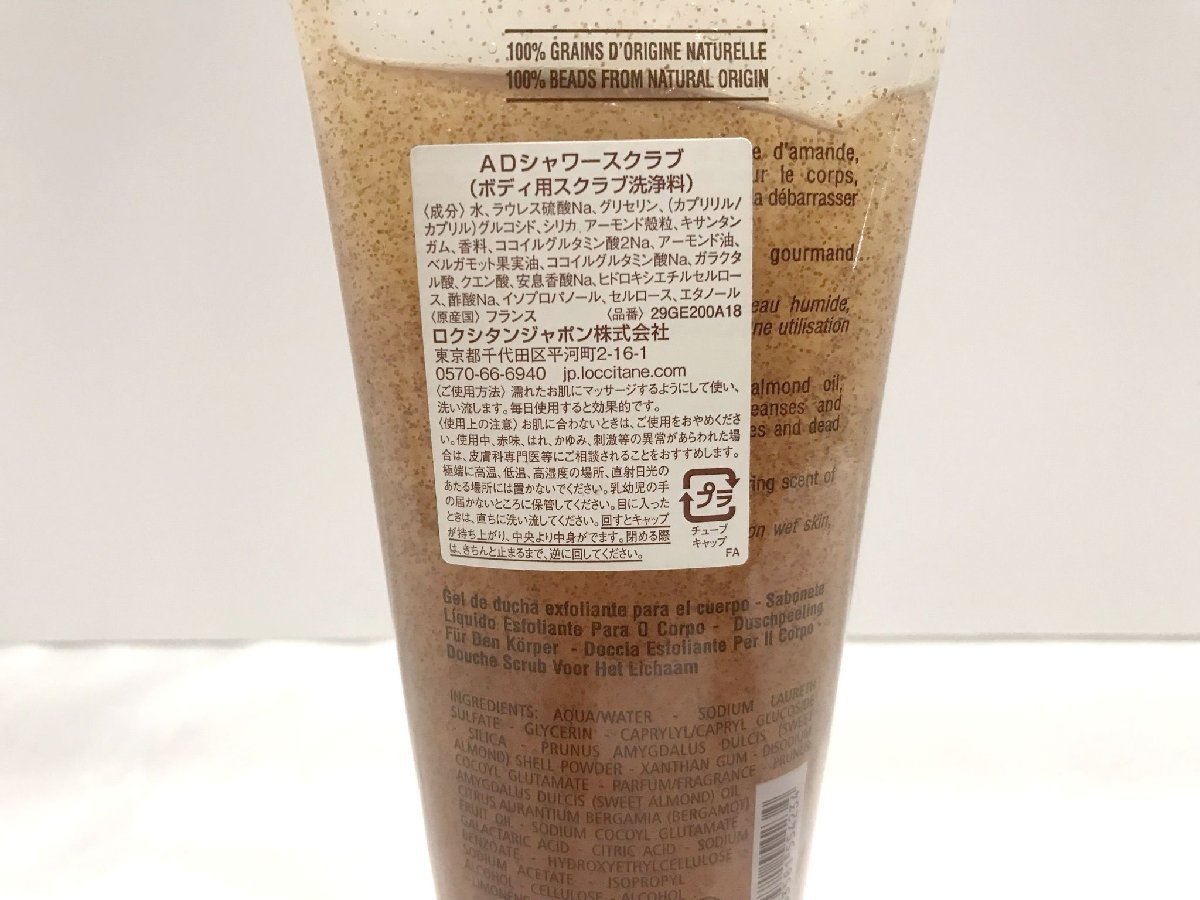 100% GRAINS D'ORIGINE NATURELLE
100% BEADS FROM NATURAL ORIGIN
d'amande,
le corps,
débarrasser
gourmand
humide,
utilisation
almond oil,
and
and dead
scent of
on wet skin,
ADシャワースクラブ
(ボディ用スクラブ洗浄料)
〈成分〉水、ラウレス硫酸Na、グリセリン、(カプリリル/
カプリル)グルコシド、シリカ、アーモンド殻粒、キサンタン
ガム、香料、ココイルグルタミン酸2Na、アーモンド油、
ベルガモット果実油、ココイルグルタミン酸Na、ガラクタ
ル酸、クエン酸、安息香酸Na、ヒドロキシエチルセルロー
ス、酢酸Na、イソプロパノール、セルロース、エタノール
〈原産国〉フランス 〈品番〉29GE200A18
ロクシタンジャポン株式会社
東京都千代田区平河町2-16-1
0570-66-6940 jp.loccitane.com
〈ご使用方法〉濡れたお肌にマッサージするようにして使い、
洗い流します。毎日使用すると効果的です。
〈使用上の注意〉お肌に合わないときは、ご使用をおやめくださ
い。使用中、赤味、はれ、かゆみ、刺激等の異常があらわれた場
合は、皮膚科専門医等にご相談されることをおすすめします。
極端に高温、低温、高湿度の場所、直射日光の
あたる場所には置かないでください。乳幼児の手
の届かないところに保管してください。目に入った
ときは、直ちに洗い流してください。回すとキャップ
が持ち上がり、中央より中身がでます。閉める際
は、きちんと止まるまで、逆に回してください。
プラ
チューブ
キャップ
FA
Gel de ducha exfoliante para el cuerpo - Sabonete
Líquido Esfoliante Para O Corpo - Duschpeeling
Für Den Körper - Doccia Esfoliante Per Il Corpo -
Douche Scrub Voor Het Lichaam
INGREDIENTS: AQUA/WATER - SODIUM LAURETH
SULFATE - GLYCERIN - CAPRYLYL/CAPRYL GLUCOSIDE
SILICA - PRUNUS AMYGDALUS DULCIS (SWEET
ALMOND) SHELL POWDER - XANTHAN GUM - DISODIUM
COCOYL GLUTAMATE - PARFUM/FRAGRANCE - PRUNUS
AMYGDALUS DULCIS (SWEET ALMOND) OIL
CITRUS AURANTIUM BERGAMIA (BERGAMOT)
FRUIT OIL - SODIUM COCOYL GLUTAMATE -
GALACTARIC ACID - CITRIC ACID - SODIUM
BENZOATE - HYDROXYETHYLCELLULOSE -
SODIUM ACETATE - ISOPROPYL
ALCOHOL - CELLULOSE - ALCOHOL -
LIMONENE